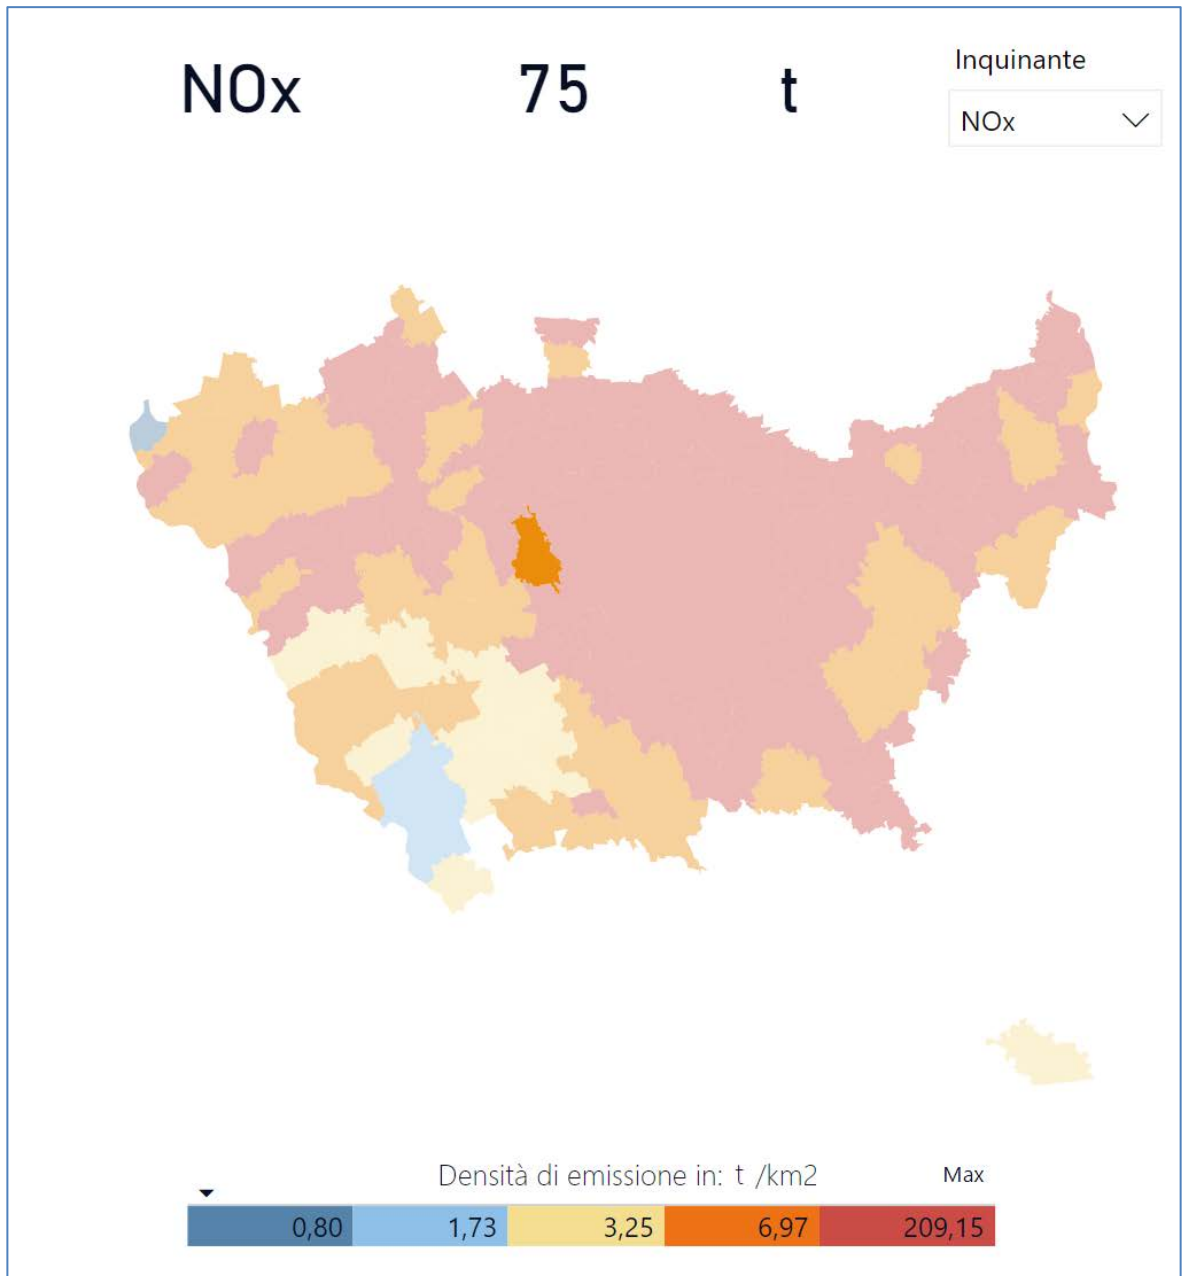 Inquinante
NOx 75 t
NOx
Densità di emissione in: t /km2
Max
0,80 1,73 3,25 6,97 209,15